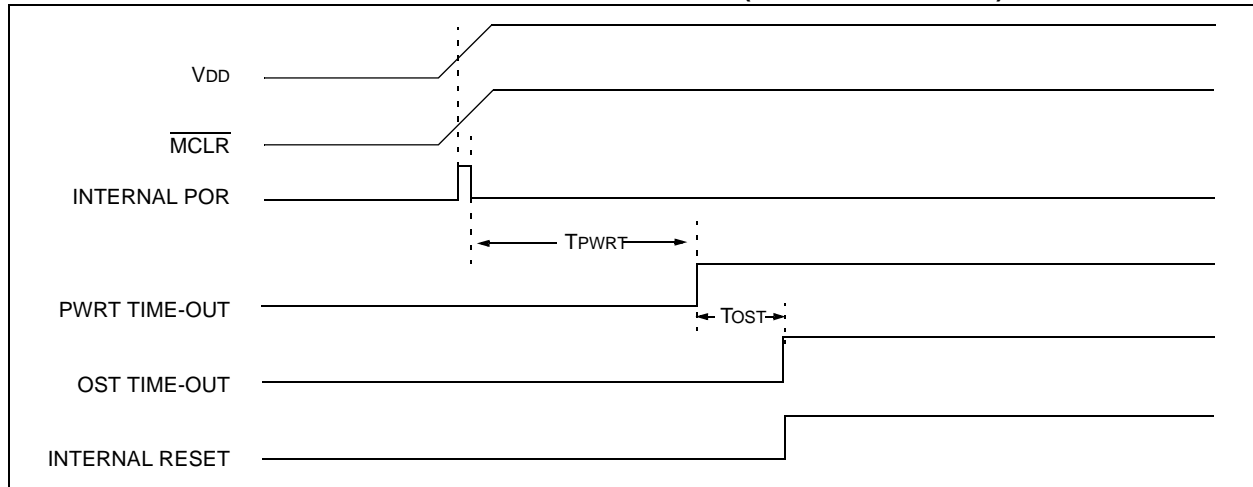 VDD
MCLR
INTERNAL POR
TPWRT
PWRT TIME-OUT
TOST
OST TIME-OUT
INTERNAL RESET